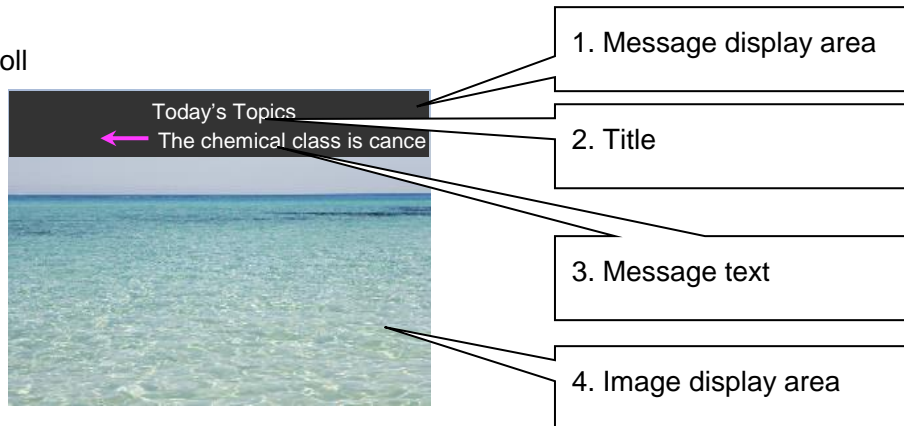 oll
Today's Topics
The chemical class is cance
1. Message display area
2. Title
3. Message text
4. Image display area